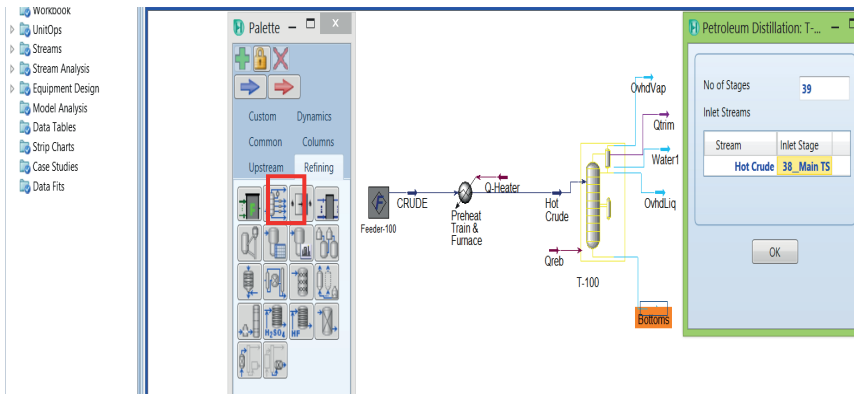 Workbook
UnitOps
Streams
Stream Analysis
Equipment Design
Model Analysis
Data Tables
Strip Charts
Case Studies
Data Fits
Palette
X
Custom Dynamics
Common Columns
Upstream Refining
H2SO4 HF
F
Feeder-100
CRUDE
Q-Heater
Preheat
Train &
Furnace
Hot
Crude
Qreb
T-100
OvhdVap
Qtrim
Water1
OvhdLiq
Bottoms
Petroleum Distillation: T-...
No of Stages 39
Inlet Streams
Stream Inlet Stage
Hot Crude 38_Main TS
OK